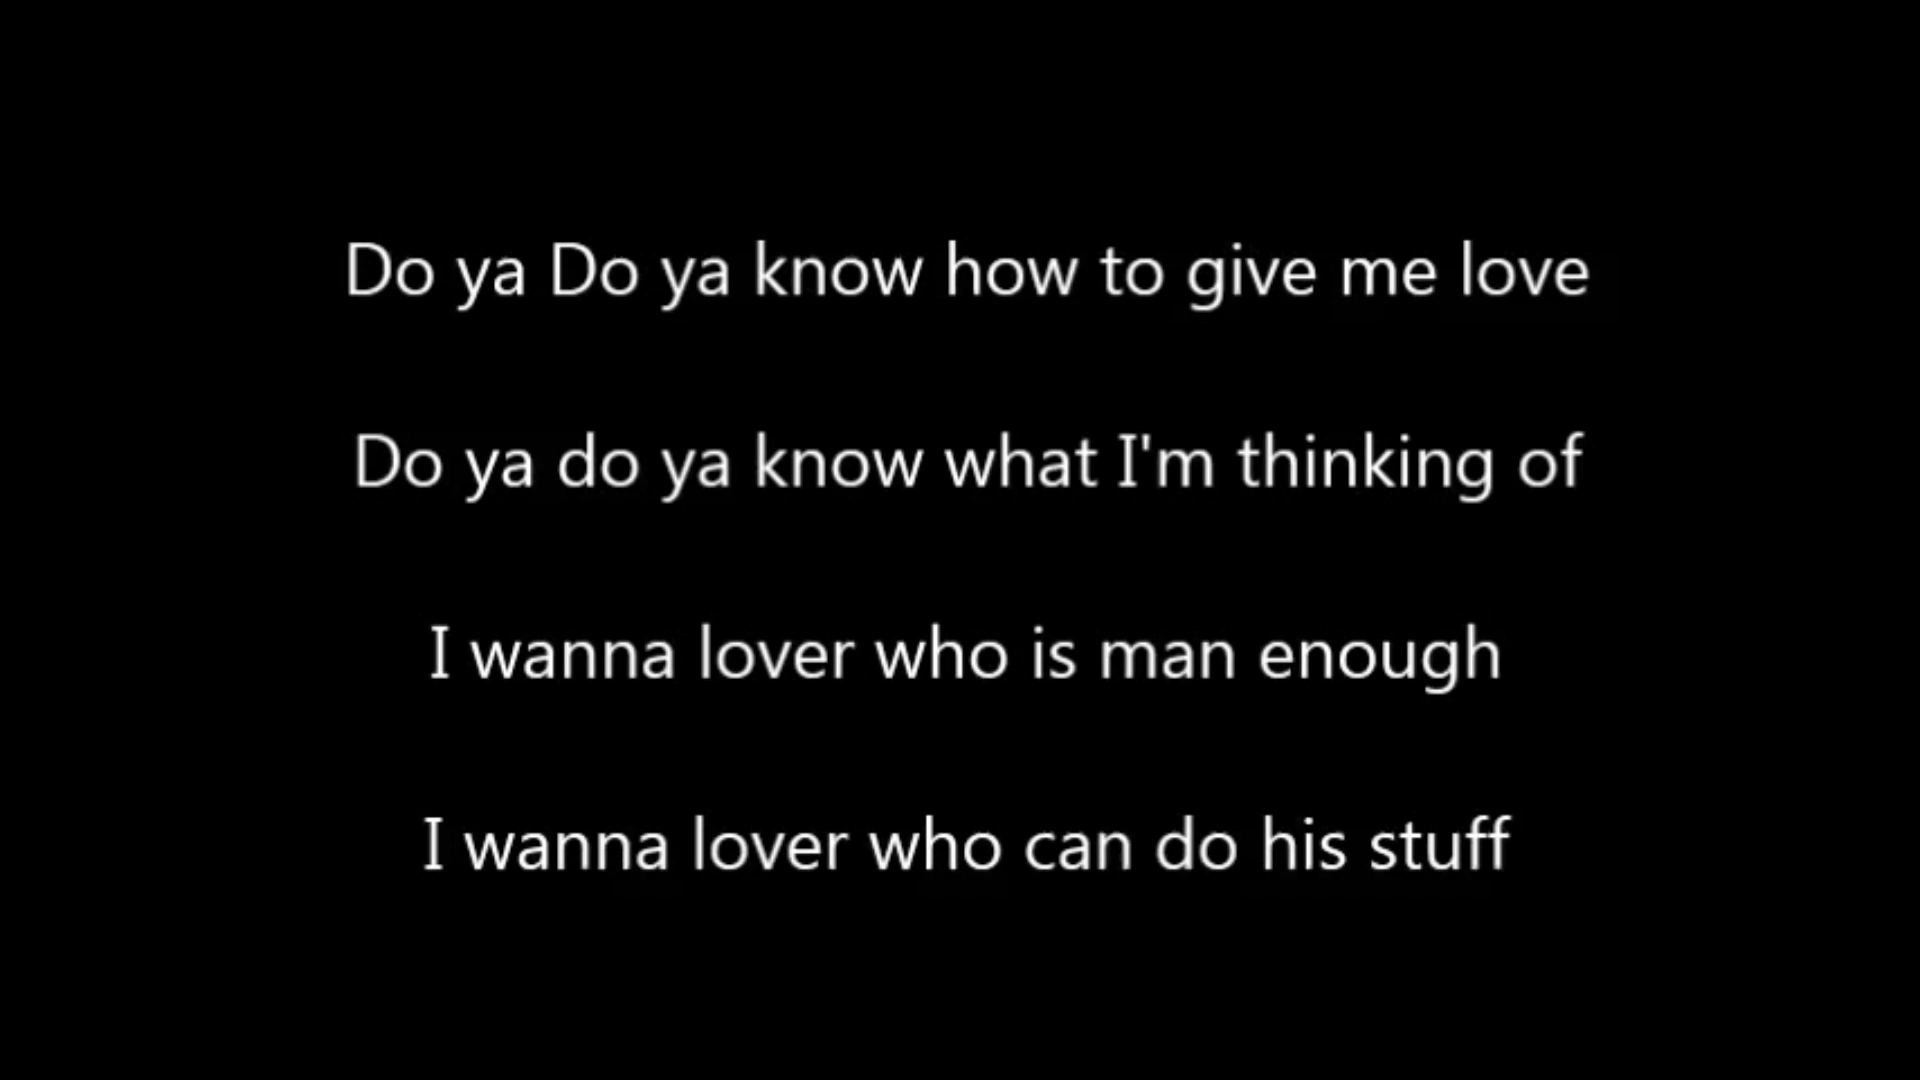 Do ya Do ya know how to give me love
Do ya do ya know what I'm thinking of
I wanna lover who is man enough
I wanna lover who can do his stuff